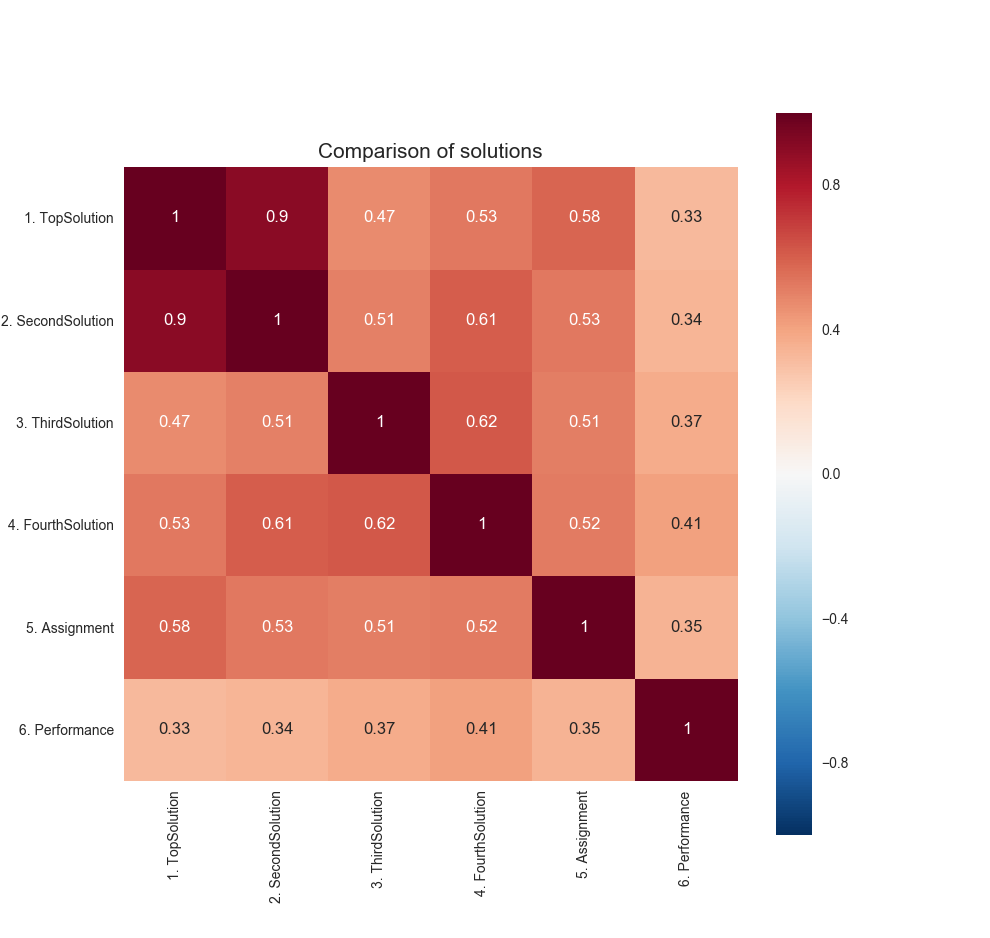 Comparison of solutions
1. TopSolution 1 0.9 0.47 0.53 0.58 0.33
2. SecondSolution 0.9 1 0.51 0.61 0.53 0.34
3. ThirdSolution 0.47 0.51 1 0.62 0.51 0.37
4. FourthSolution 0.53 0.61 0.62 1 0.52 0.41
5. Assignment 0.58 0.53 0.51 0.52 1 0.35
6. Performance 0.33 0.34 0.37 0.41 0.35 1
1. TopSolution
2. SecondSolution
3. ThirdSolution
4. FourthSolution
5. Assignment
6. Performance
0.8
0.4
0.0
−0.4
−0.8